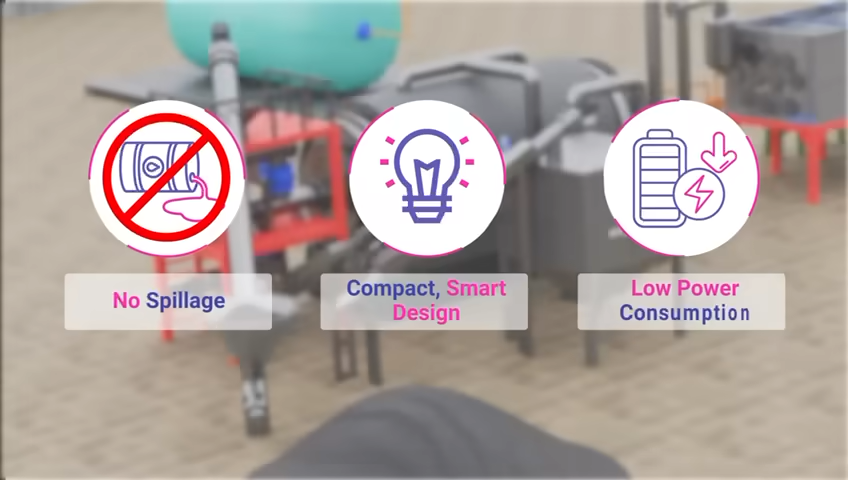 No Spillage
Compact, Smart
Design
Low Power
Consumption